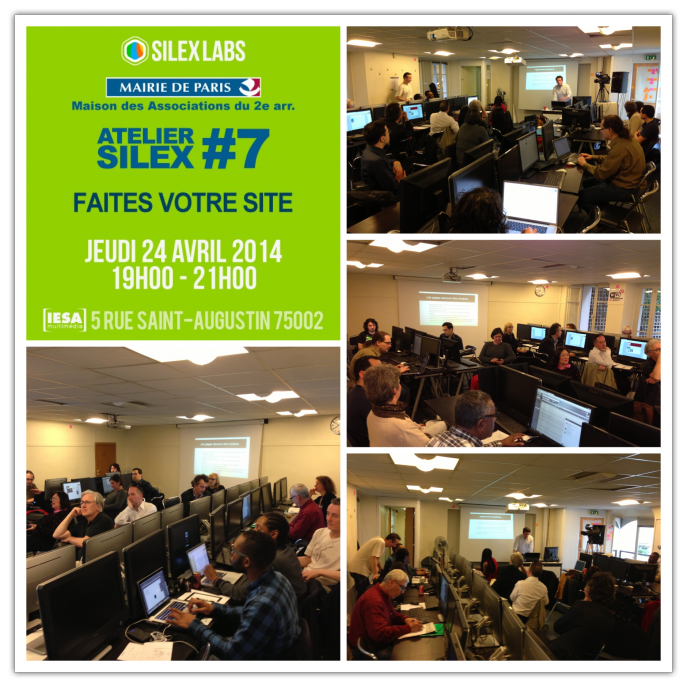 SILEX LABS
MAIRIE DE PARIS
Maison des Associations du 2e arr.
ATELIER
SILEX #7
FAITES VOTRE SITE
JEUDI 24 AVRIL 2014
19H00 - 21H00
IESA multimédia 5 RUE SAINT-AUGUSTIN 75002